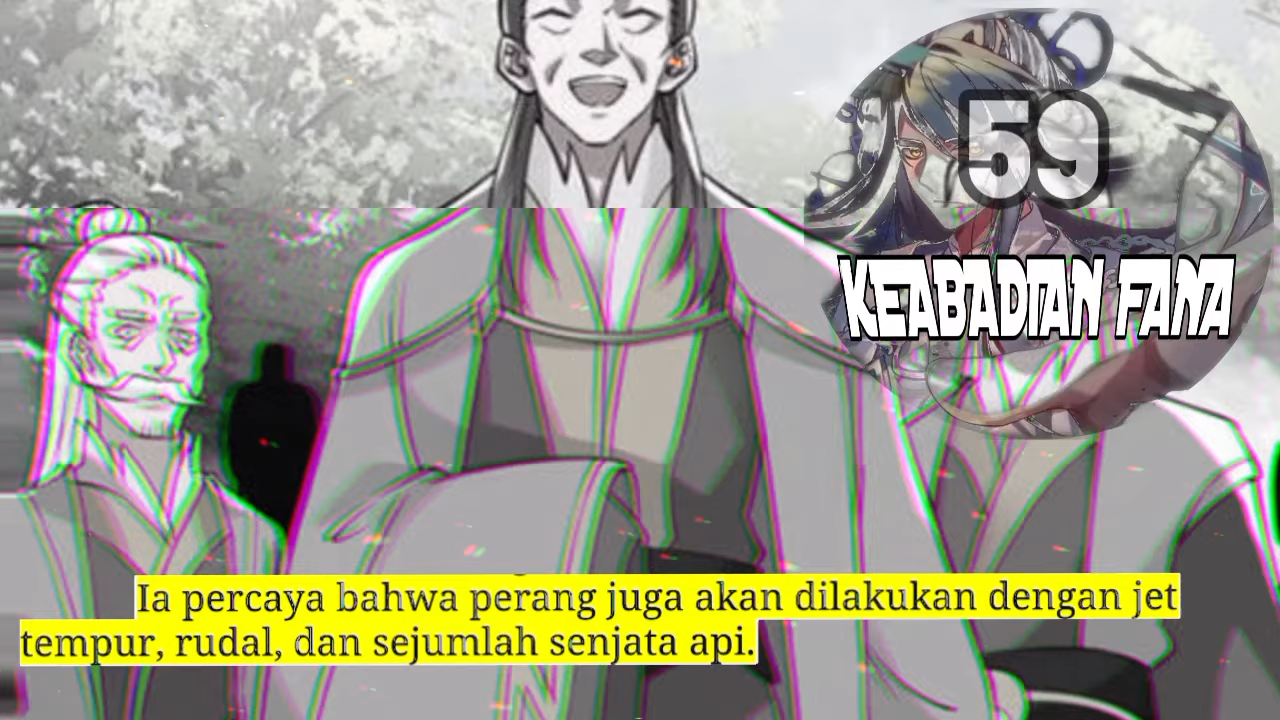 59
KEABADIAN FANA
Ia percaya bahwa perang juga akan dilakukan dengan jet
tempur, rudal, dan sejumlah senjata api.